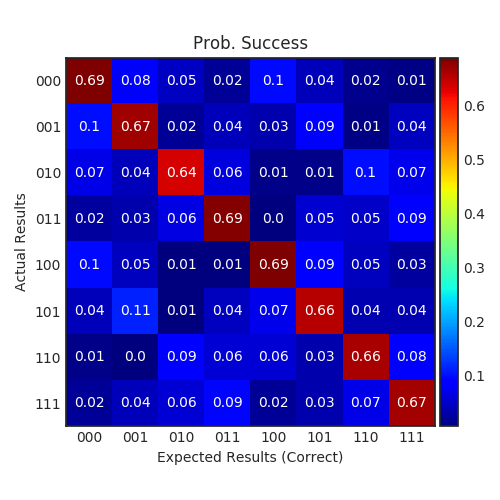 Prob. Success
000 0.69 0.08 0.05 0.02 0.1 0.04 0.02 0.01
001 0.1 0.67 0.02 0.04 0.03 0.09 0.01 0.04
010 0.07 0.04 0.64 0.06 0.01 0.01 0.1 0.07
011 0.02 0.03 0.06 0.69 0.0 0.05 0.05 0.09
100 0.1 0.05 0.01 0.01 0.69 0.09 0.05 0.03
101 0.04 0.11 0.01 0.04 0.07 0.66 0.04 0.04
110 0.01 0.0 0.09 0.06 0.06 0.03 0.66 0.08
111 0.02 0.04 0.06 0.09 0.02 0.03 0.07 0.67
000 001 010 011 100 101 110 111
Expected Results (Correct)
Actual Results
0.6
0.5
0.4
0.3
0.2
0.1